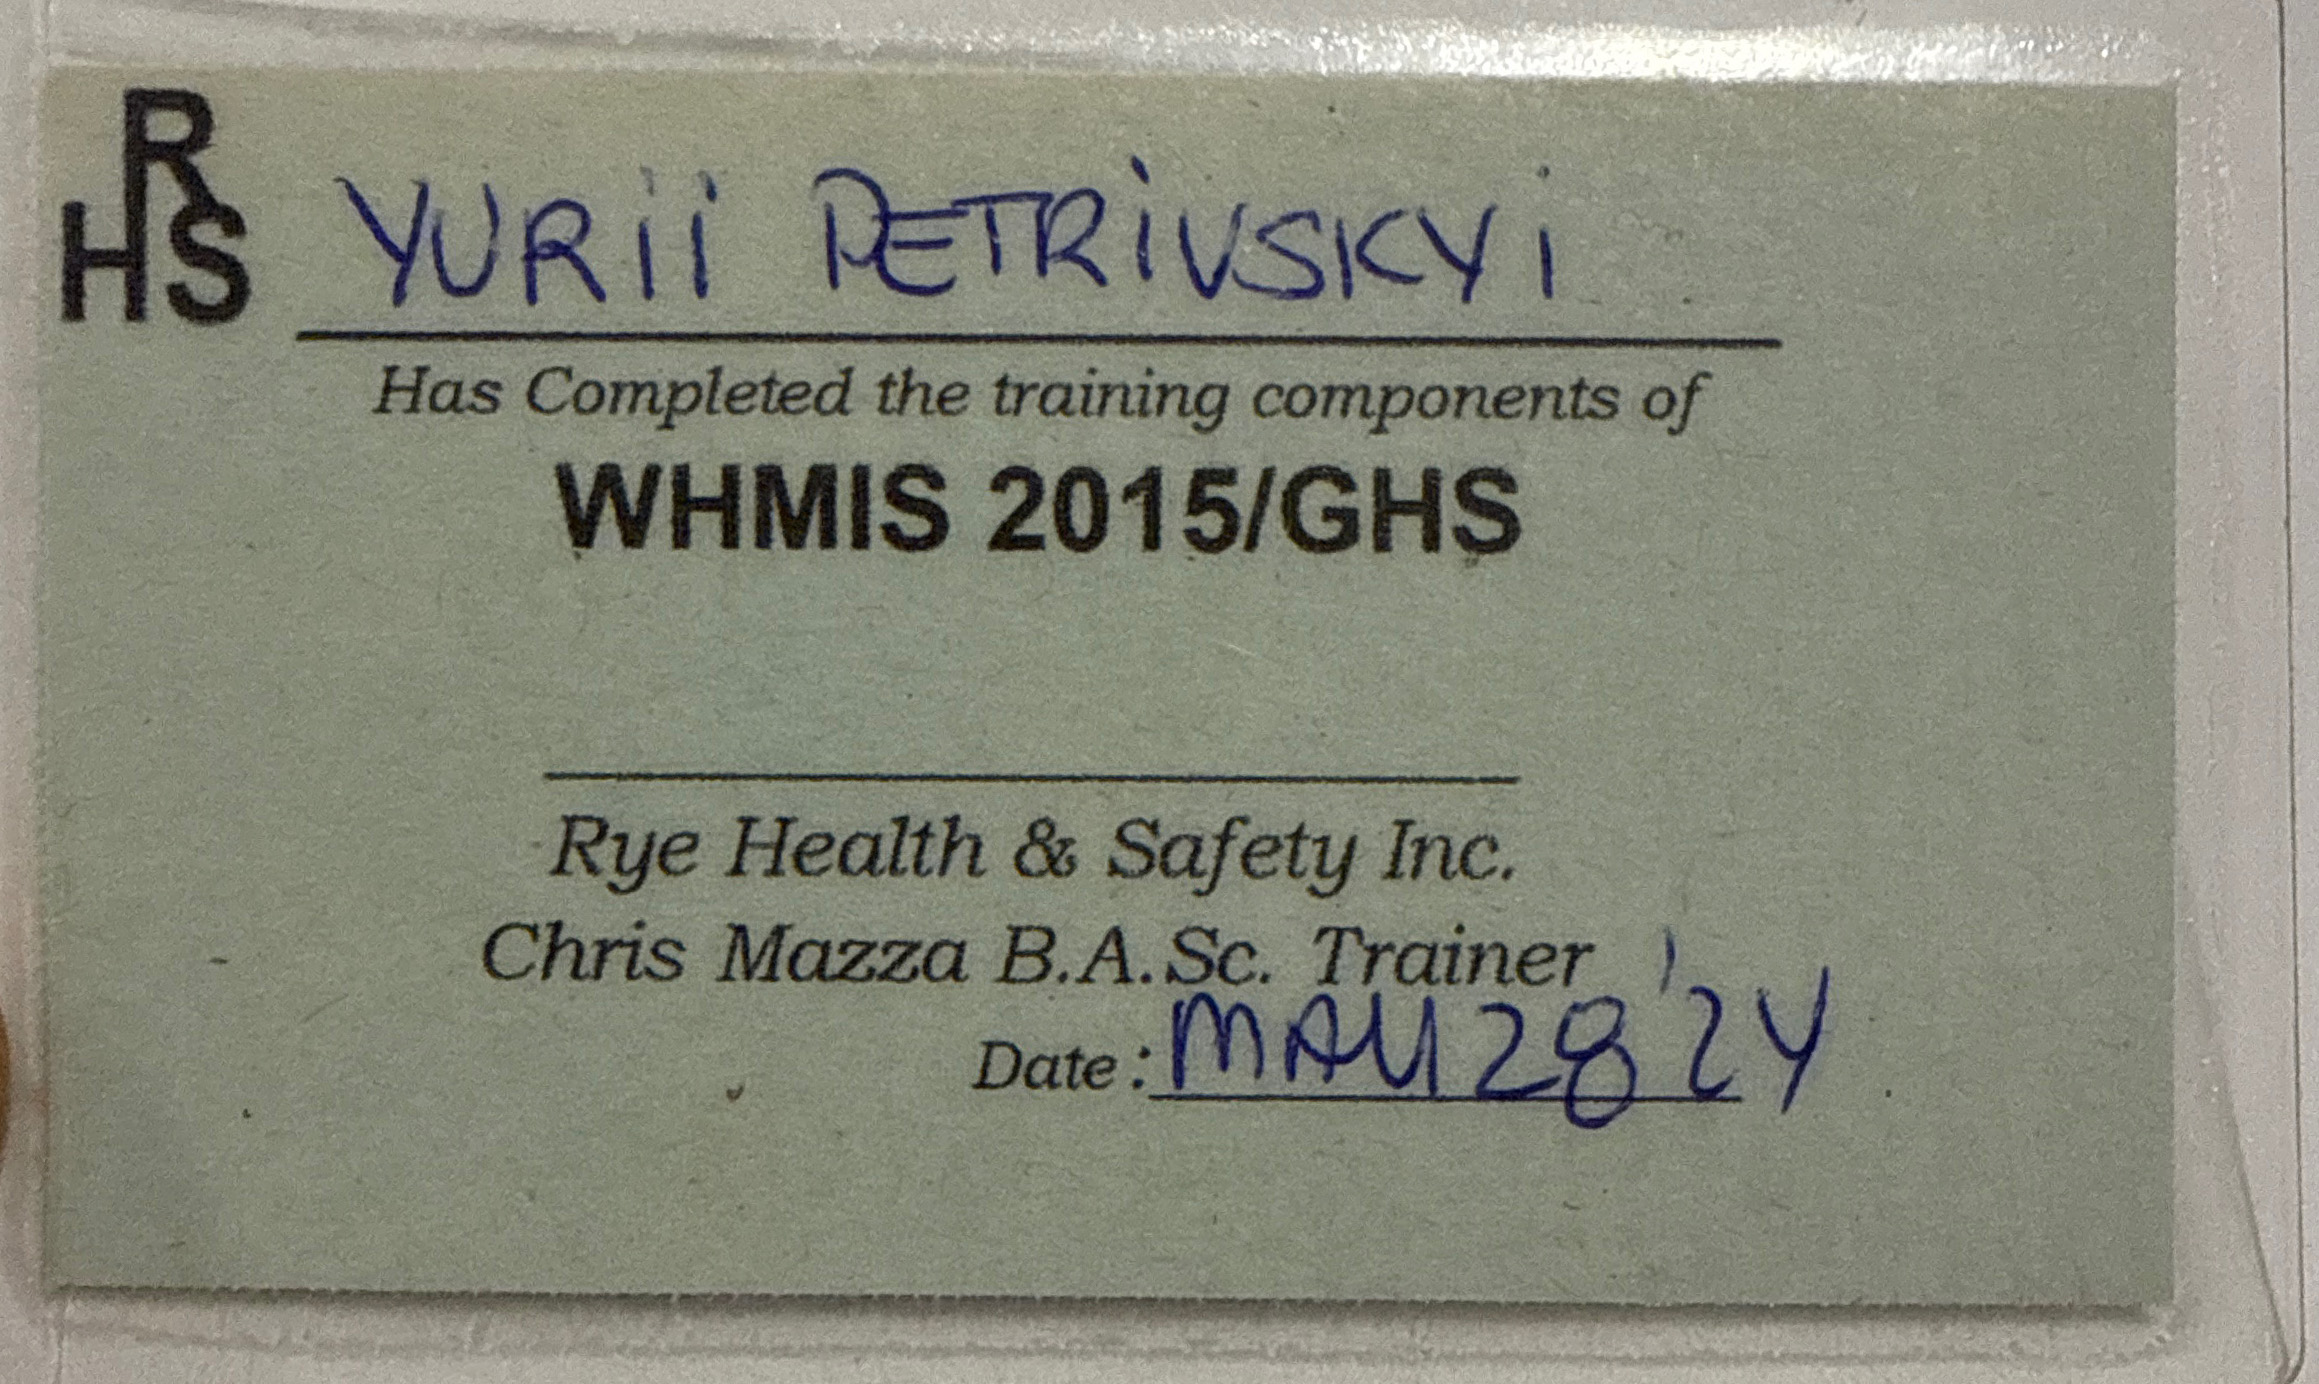 RHS
YURii PETRiVSKYi
Has Completed the training components of
WHMIS 2015/GHS
Rye Health & Safety Inc.
Chris Mazza B.A.Sc. Trainer
Date: MAY 28 '24